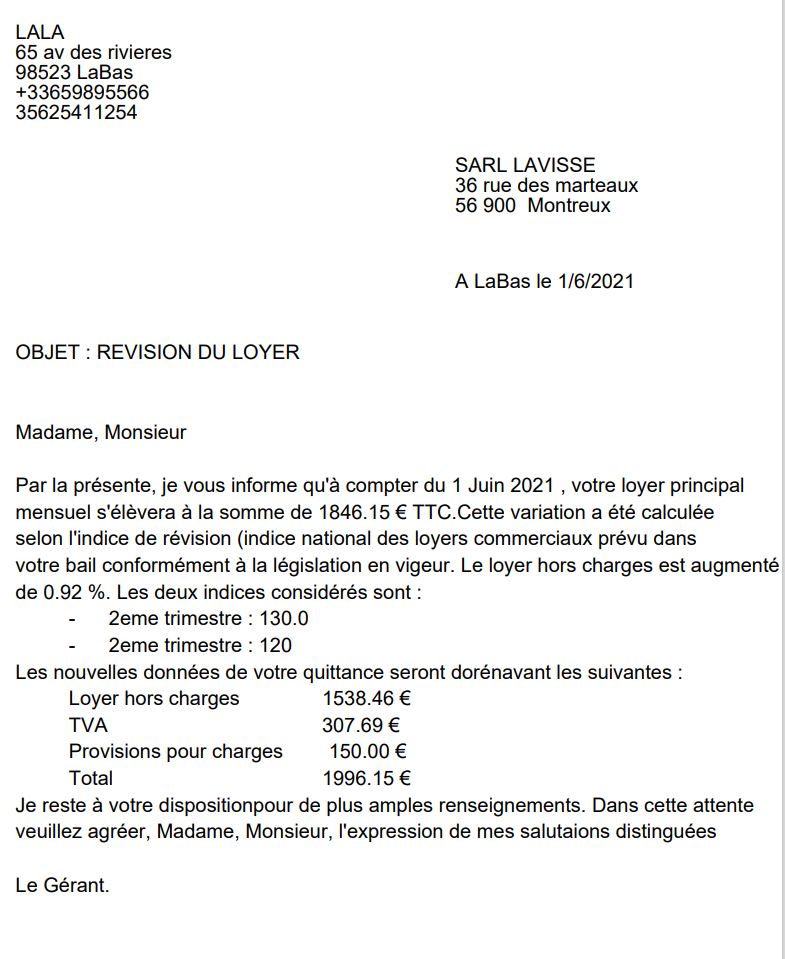 LALA
65 av des rivieres
98523 LaBas
+33659895566
35625411254
SARL LAVISSE
36 rue des marteaux
56 900  Montreux
A LaBas le 1/6/2021
OBJET : REVISION DU LOYER
Madame, Monsieur
Par la présente, je vous informe qu'à compter du 1 Juin 2021 , votre loyer principal
mensuel s'élèvera à la somme de 1846.15 € TTC.Cette variation a été calculée
selon l'indice de révision (indice national des loyers commerciaux prévu dans
votre bail conformément à la législation en vigeur. Le loyer hors charges est augmenté
de 0.92 %. Les deux indices considérés sont :
- 2eme trimestre : 130.0
- 2eme trimestre : 120
Les nouvelles données de votre quittance seront dorénavant les suivantes :
Loyer hors charges 1538.46 €
TVA 307.69 €
Provisions pour charges 150.00 €
Total 1996.15 €
Je reste à votre dispositionpour de plus amples renseignements. Dans cette attente
veuillez agréer, Madame, Monsieur, l'expression de mes salutaions distinguées
Le Gérant.